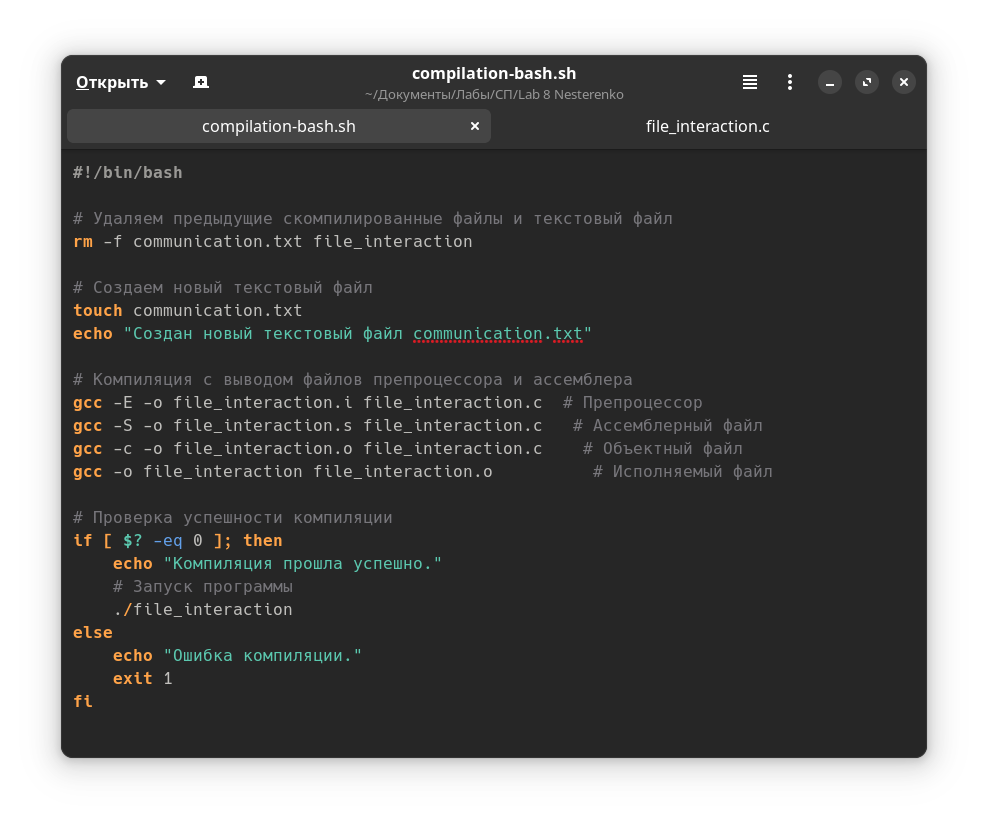 Открыть
compilation-bash.sh
~/Документы/Лабы/СП/Lab 8 Nesterenko
compilation-bash.sh
file_interaction.c
#!/bin/bash
# Удаляем предыдущие скомпилированные файлы и текстовый файл
rm -f communication.txt file_interaction
# Создаем новый текстовый файл
touch communication.txt
echo "Создан новый текстовый файл communication.txt"
# Компиляция с выводом файлов препроцессора и ассемблера
gcc -E -o file_interaction.i file_interaction.c  # Препроцессор
gcc -S -o file_interaction.s file_interaction.c   # Ассемблерный файл
gcc -c -o file_interaction.o file_interaction.c    # Объектный файл
gcc -o file_interaction file_interaction.o          # Исполняемый файл
# Проверка успешности компиляции
if [ $? -eq 0 ]; then
    echo "Компиляция прошла успешно."
    # Запуск программы
    ./file_interaction
else
    echo "Ошибка компиляции."
    exit 1
fi